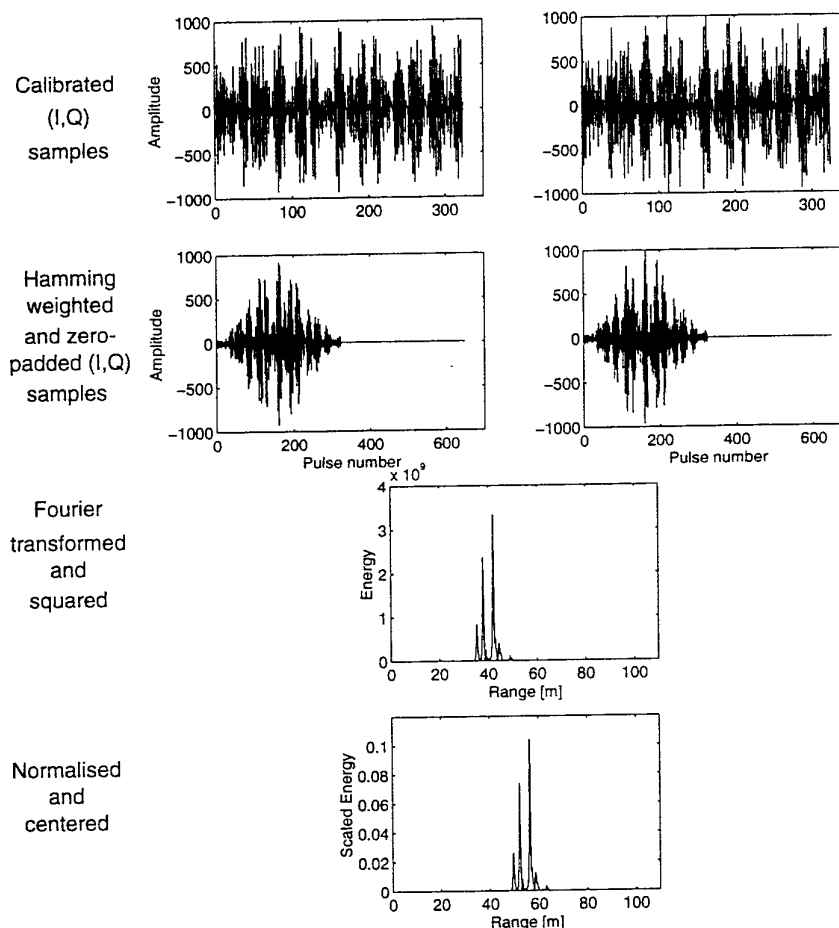 Calibrated
(I,Q)
samples
Amplitude
1000
500
0
−500
−1000
0 100 200 300
1000
500
0
−500
−1000
0 100 200 300
Hamming
weighted
and zero-
padded (I,Q)
samples
Amplitude
1000
500
0
−500
−1000
0 200 400 600
Pulse number
1000
500
0
−500
−1000
0 200 400 600
Pulse number
Fourier
transformed
and
squared
x 10^9
Energy
4
3
2
1
0
0 20 40 60 80 100
Range [m]
Normalised
and
centered
Scaled Energy
0.1
0.08
0.06
0.04
0.02
0
0 20 40 60 80 100
Range [m]